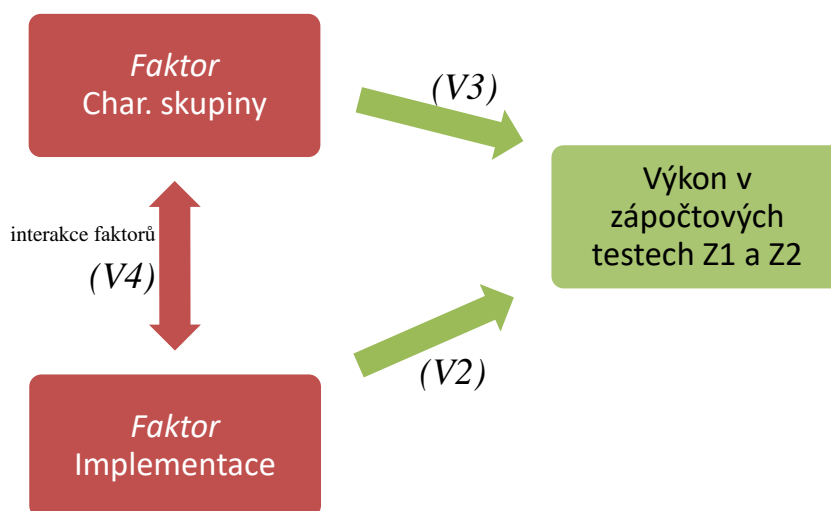 Faktor
Char. skupiny
(V3)
Výkon v
zápočtových
testech Z1 a Z2
interakce faktorů
(V4)
(V2)
Faktor
Implementace